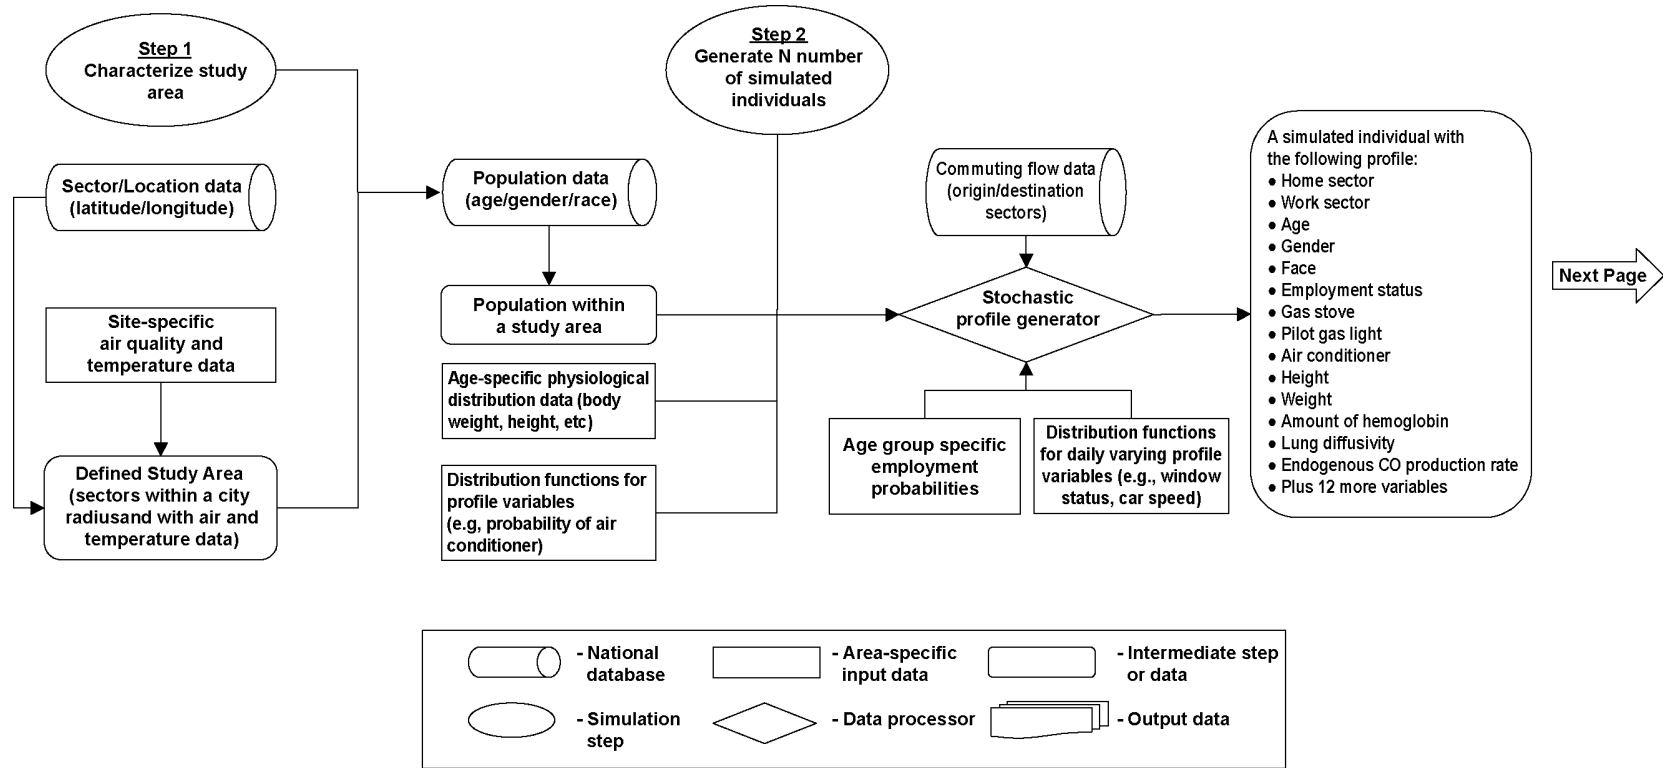 Step 1
Characterize study
area
Step 2
Generate N number
of simulated
individuals
Sector/Location data
(latitude/longitude)
Population data
(age/gender/race)
Commuting flow data
(origin/destination
sectors)
Site-specific
air quality and
temperature data
Population within
a study area
Stochastic
profile generator
Age-specific physiological
distribution data (body
weight, height, etc)
Defined Study Area
(sectors within a city
radiusand with air and
temperature data)
Distribution functions for
profile variables
(e.g, probability of air
conditioner)
Age group specific
employment
probabilities
Distribution functions
for daily varying profile
variables (e.g., window
status, car speed)
A simulated individual with
the following profile:
● Home sector
● Work sector
● Age
● Gender
● Face
● Employment status
● Gas stove
● Pilot gas light
● Air conditioner
● Height
● Weight
● Amount of hemoglobin
● Lung diffusivity
● Endogenous CO production rate
● Plus 12 more variables
Next Page
- National
database
- Area-specific
input data
- Intermediate step
or data
- Simulation
step
- Data processor
- Output data